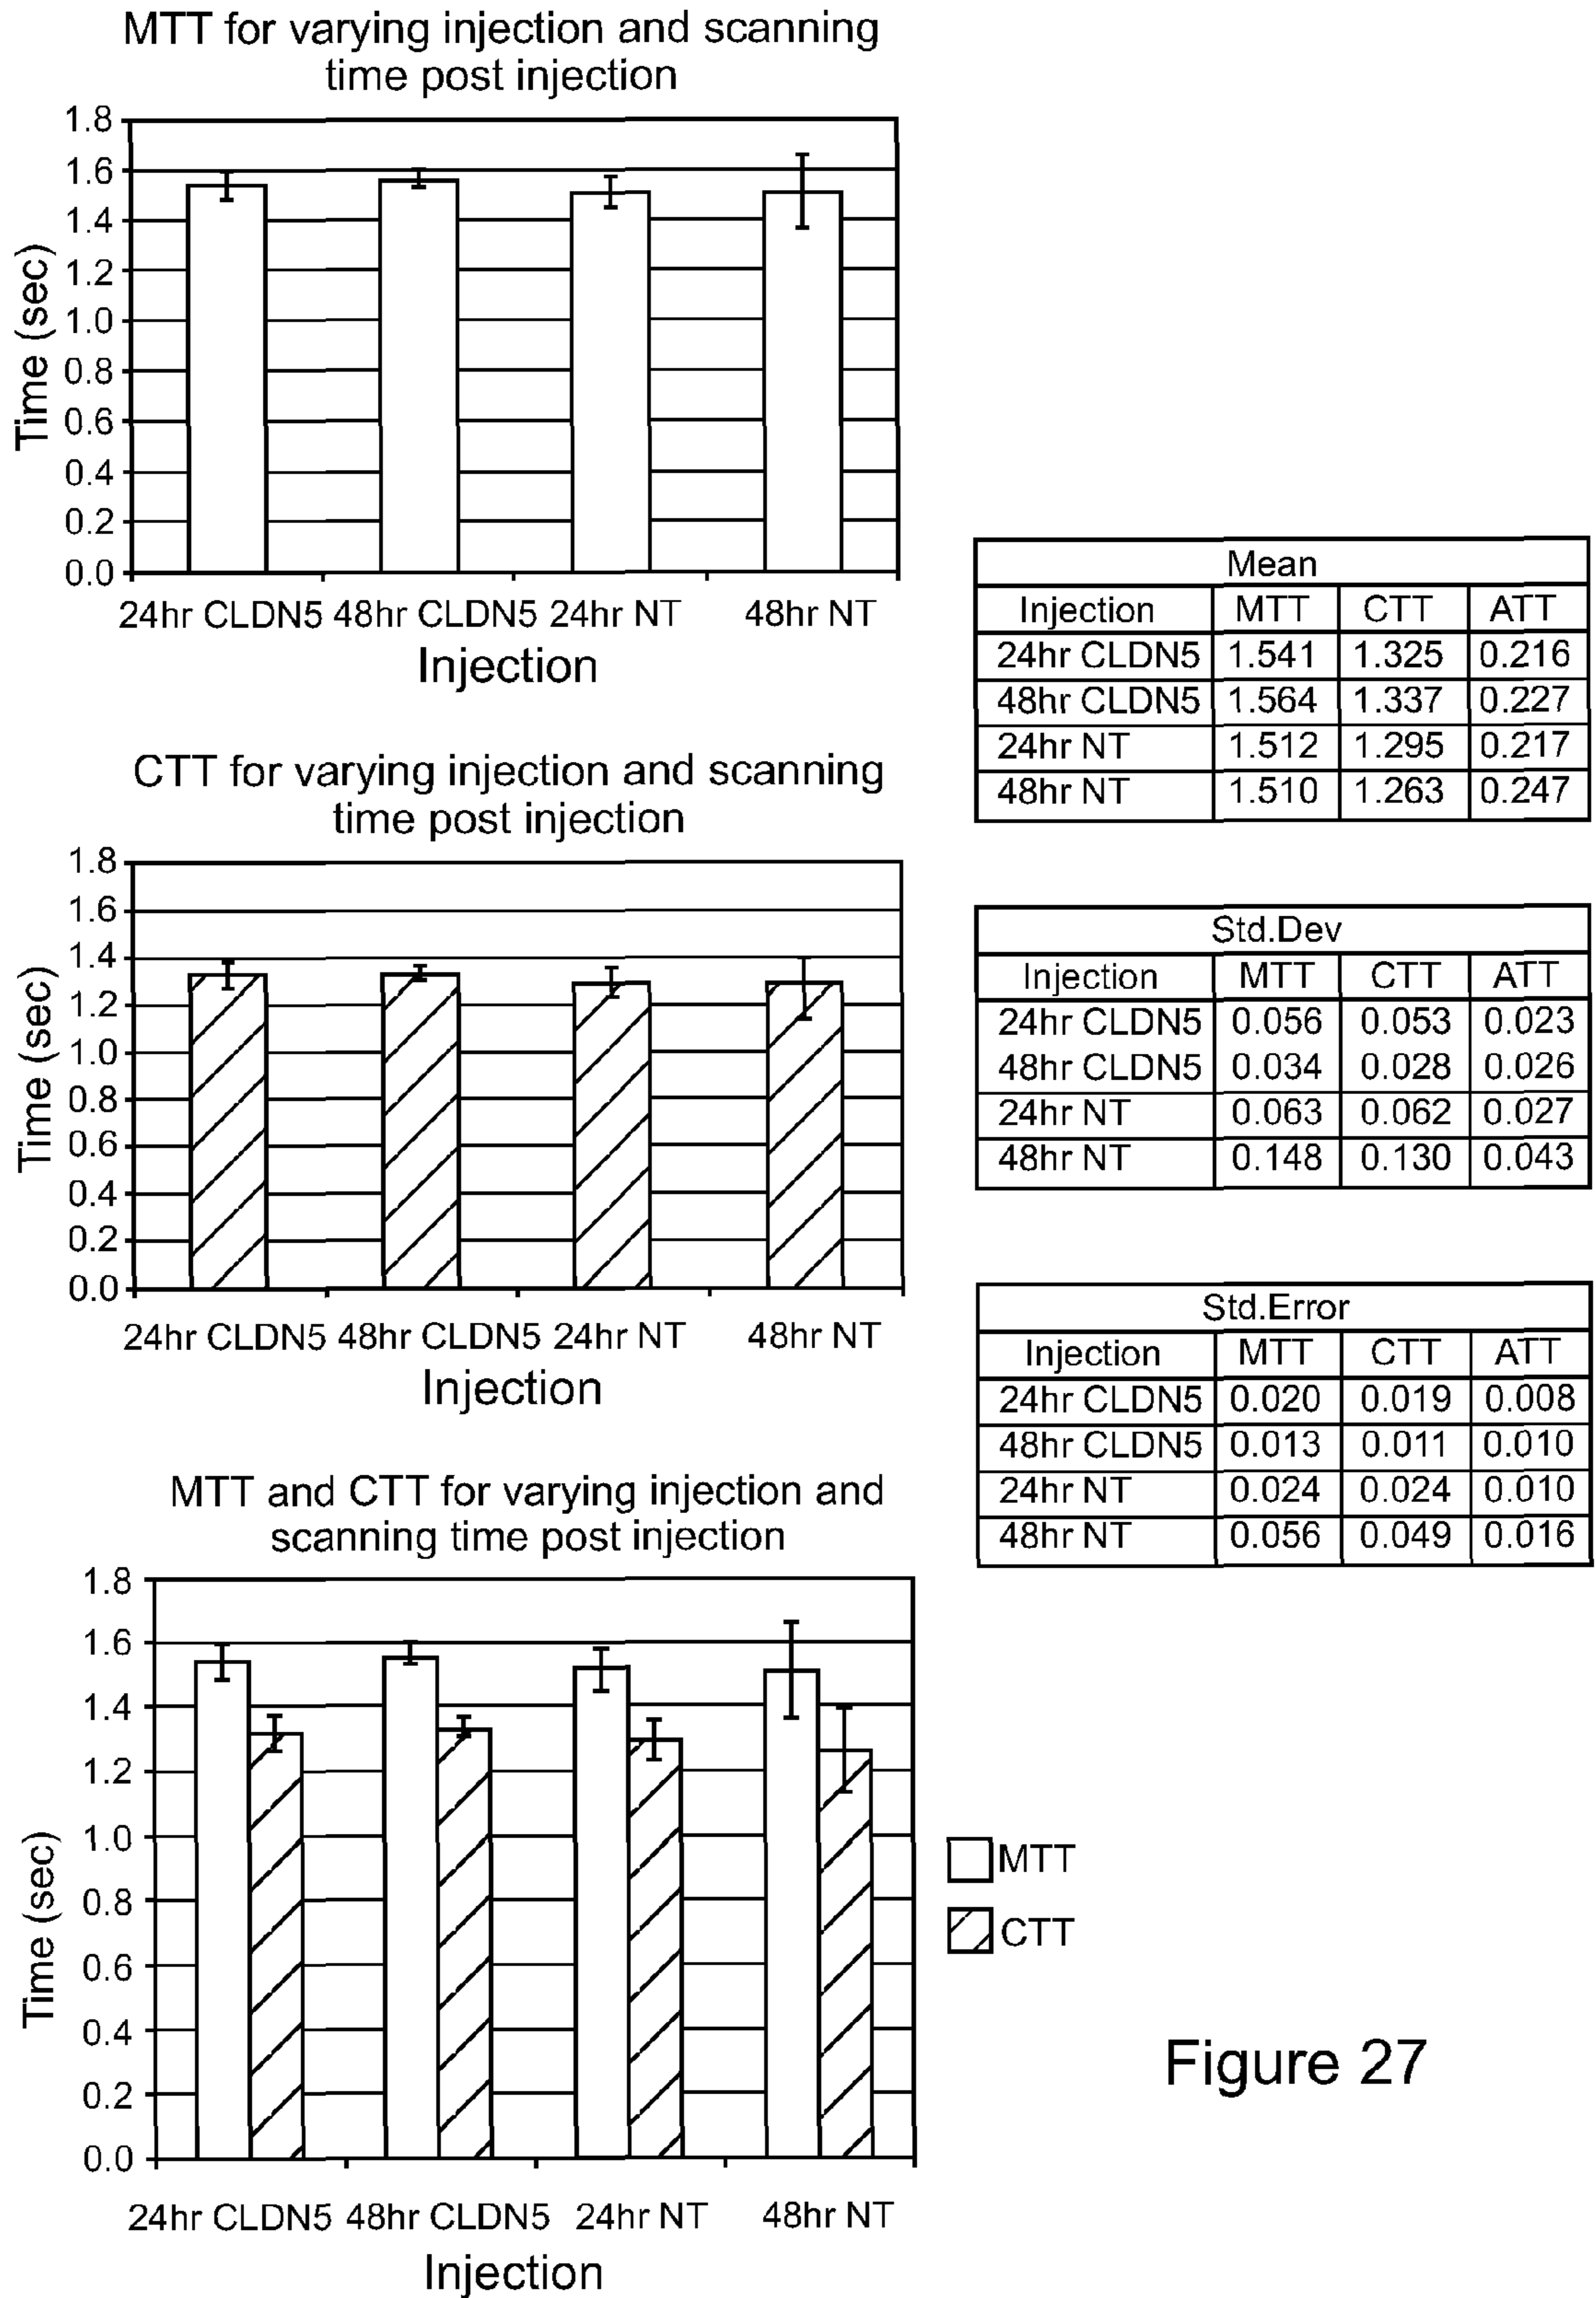 MTT for varying injection and scanning
time post injection
Time (sec)
1.8
1.6
1.4
1.2
1.0
0.8
0.6
0.4
0.2
0.0
24hr CLDN5 48hr CLDN5 24hr NT 48hr NT
Injection
CTT for varying injection and scanning
time post injection
Time (sec)
1.8
1.6
1.4
1.2
1.0
0.8
0.6
0.4
0.2
0.0
24hr CLDN5 48hr CLDN5 24hr NT 48hr NT
Injection
MTT and CTT for varying injection and
scanning time post injection
Time (sec)
1.8
1.6
1.4
1.2
1.0
0.8
0.6
0.4
0.2
0.0
24hr CLDN5 48hr CLDN5 24hr NT 48hr NT
Injection
MTT
CTT
Mean
Injection MTT CTT ATT
24hr CLDN5 1.541 1.325 0.216
48hr CLDN5 1.564 1.337 0.227
24hr NT 1.512 1.295 0.217
48hr NT 1.510 1.263 0.247
Std.Dev
Injection MTT CTT ATT
24hr CLDN5 0.056 0.053 0.023
48hr CLDN5 0.034 0.028 0.026
24hr NT 0.063 0.062 0.027
48hr NT 0.148 0.130 0.043
Std.Error
Injection MTT CTT ATT
24hr CLDN5 0.020 0.019 0.008
48hr CLDN5 0.013 0.011 0.010
24hr NT 0.024 0.024 0.010
48hr NT 0.056 0.049 0.016
Figure 27